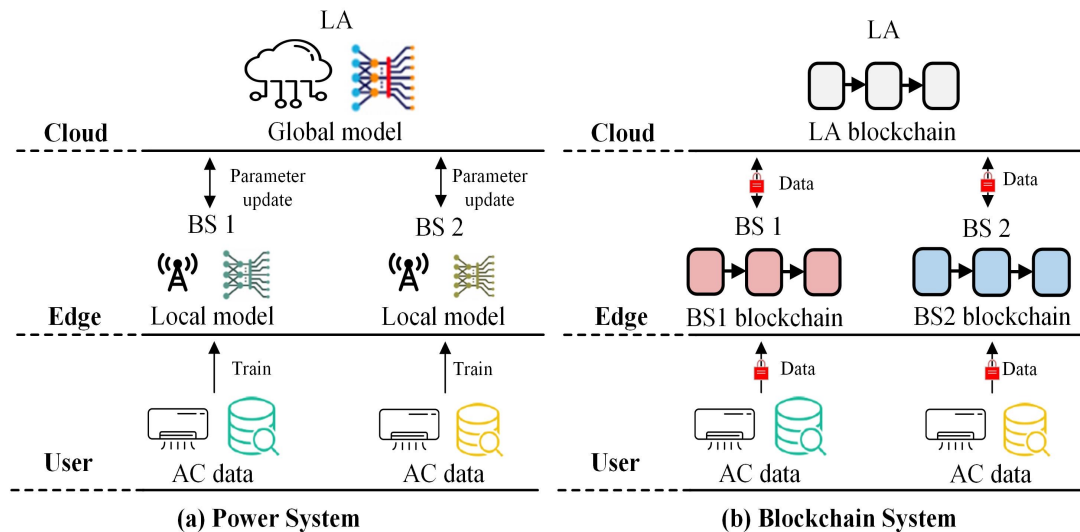 LA
Global model
Cloud
Parameter
update
Parameter
update
BS 1
BS 2
Local model
Local model
Edge
Train
Train
AC data
AC data
User
(a) Power System
LA
LA blockchain
Cloud
Data
Data
BS 1
BS 2
BS1 blockchain
BS2 blockchain
Edge
Data
Data
AC data
AC data
User
(b) Blockchain System